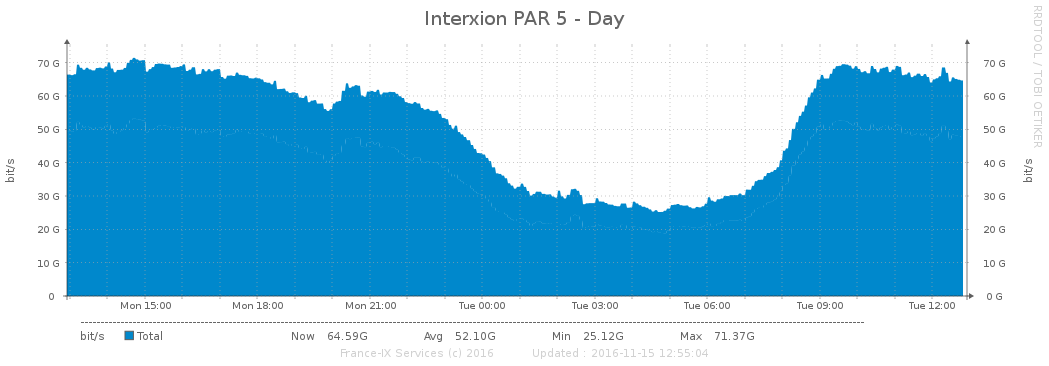 Interxion PAR 5 - Day
RRDTOOL / TOBI OETIKER
bit/s
bit/s
70 G 70 G
60 G 60 G
50 G 50 G
40 G 40 G
30 G 30 G
20 G 20 G
10 G 10 G
0 0 G
Mon 15:00 Mon 18:00 Mon 21:00 Tue 00:00 Tue 03:00 Tue 06:00 Tue 09:00 Tue 12:00
bit/s Total Now 64.59G Avg 52.10G Min 25.12G Max 71.37G
France-IX Services (c) 2016 Updated : 2016-11-15 12:55:04